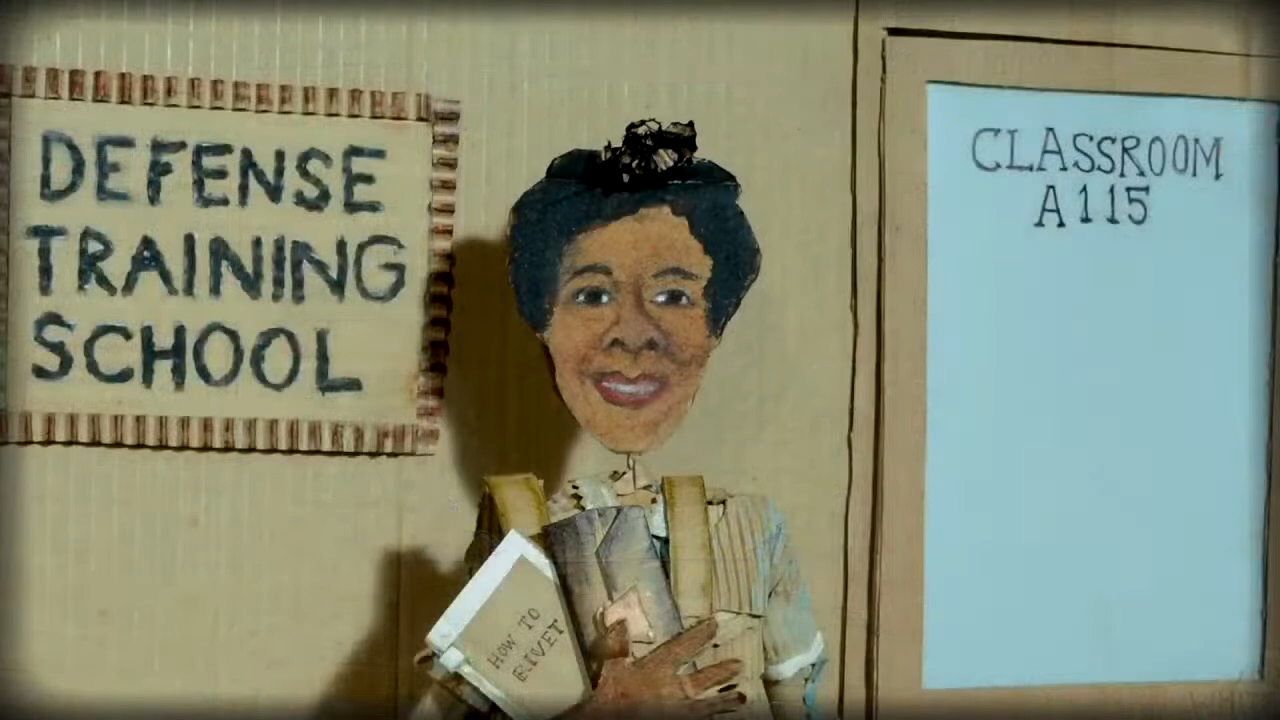 DEFENSE
TRAINING
SCHOOL
CLASSROOM
A115
HOW TO
RIVET